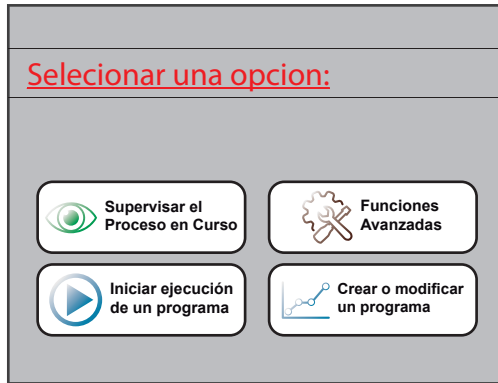 Selecionar una opcion:
Supervisar el
Proceso en Curso
Funciones
Avanzadas
Iniciar ejecución
de un programa
Crear o modificar
un programa